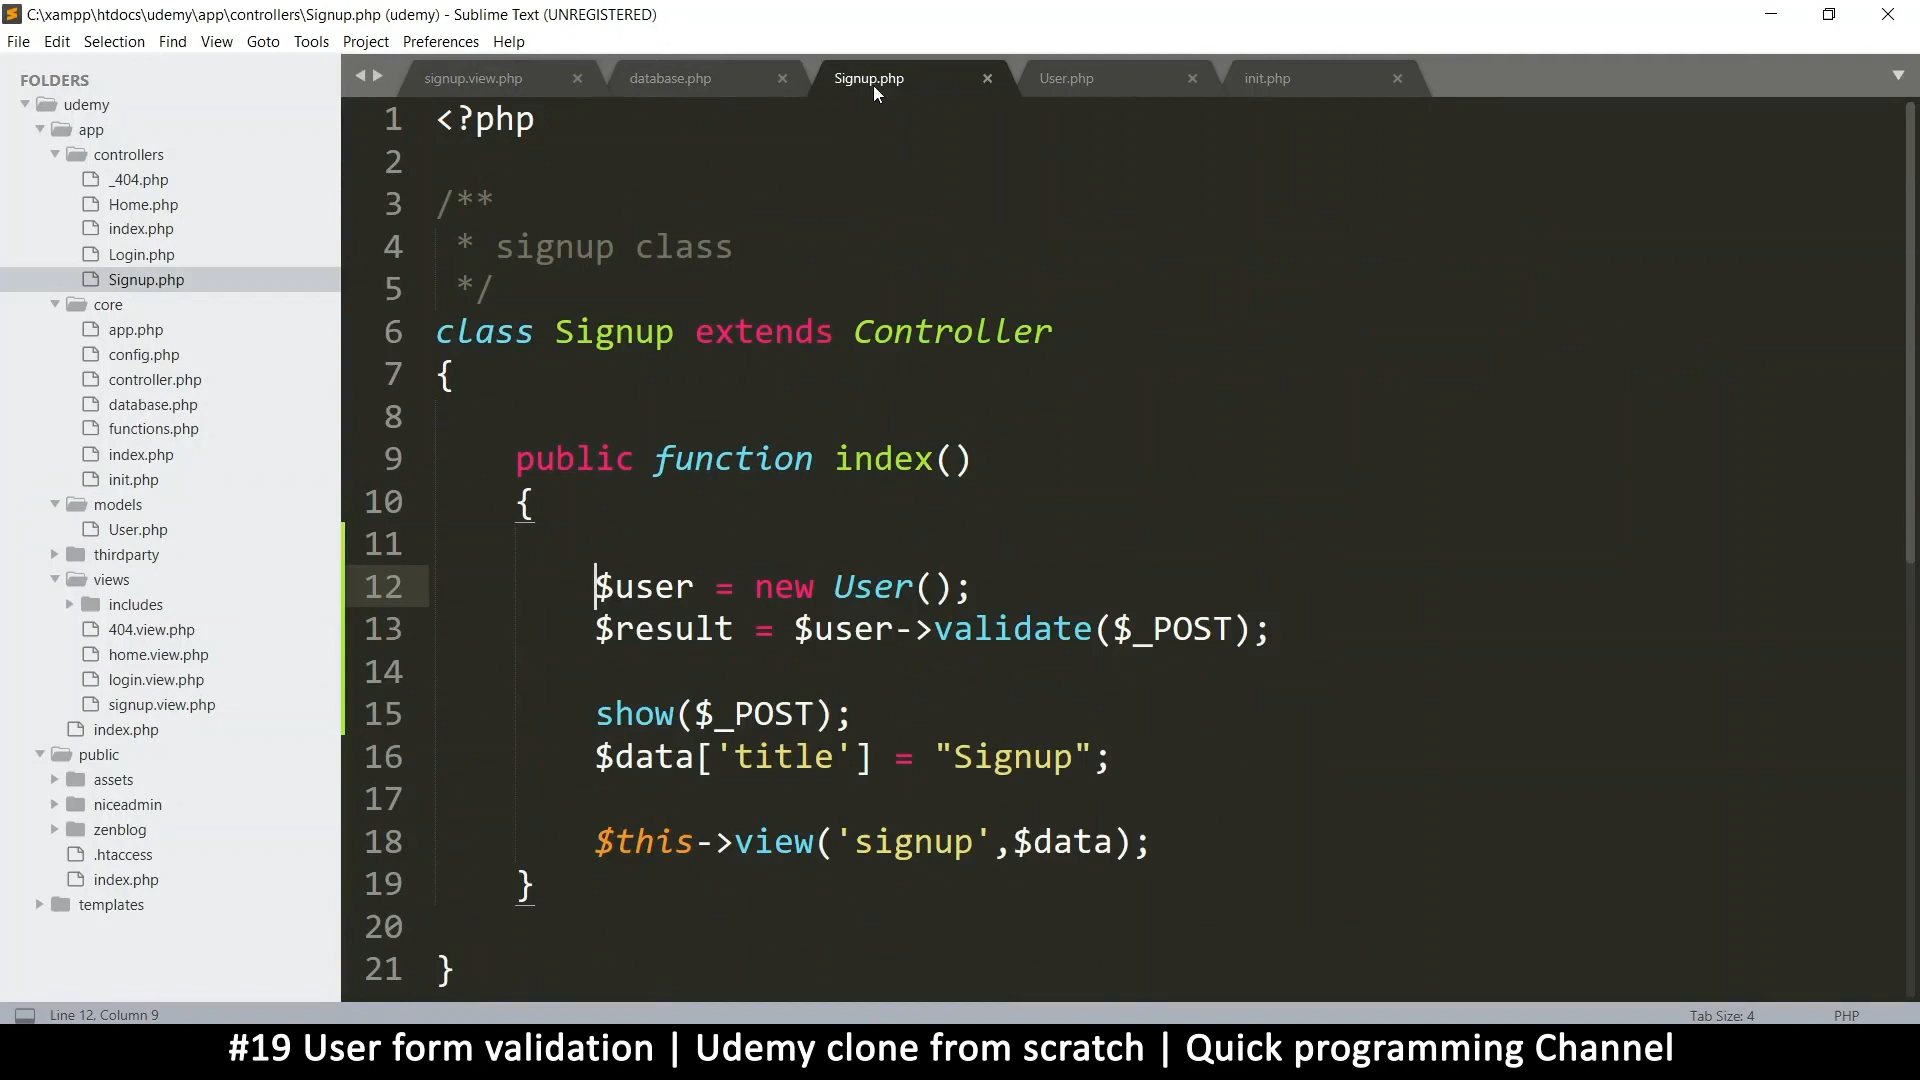 C:\xampp\htdocs\udemy\app\controllers\Signup.php (udemy) - Sublime Text (UNREGISTERED)
File Edit Selection Find View Goto Tools Project Preferences Help
FOLDERS
udemy
app
controllers
_404.php
Home.php
index.php
Login.php
Signup.php
core
app.php
config.php
controller.php
database.php
functions.php
index.php
init.php
models
User.php
thirdparty
views
includes
404.view.php
home.view.php
login.view.php
signup.view.php
index.php
public
assets
niceadmin
zenblog
.htaccess
index.php
templates
signup.view.php database.php Signup.php User.php init.php
1 <?php
2
3 /**
4 * signup class
5 */
6 class Signup extends Controller
7 {
8
9 public function index()
10 {
11
12 $user = new User();
13 $result = $user->validate($_POST);
14
15 show($_POST);
16 $data['title'] = "Signup";
17
18 $this->view('signup',$data);
19 }
20
21 }
Line 12, Column 9 Tab Size: 4 PHP
#19 User form validation | Udemy clone from scratch | Quick programming Channel